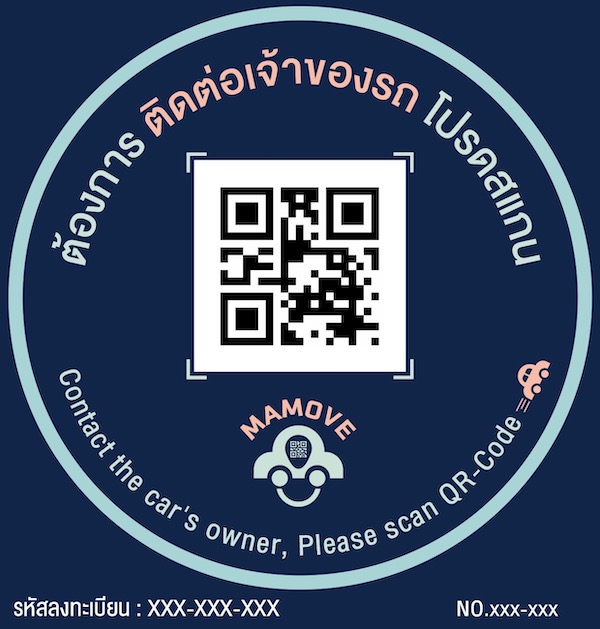 ต้องการ ติดต่อเจ้าของรถ โปรดสแกน
MAMOVE
Contact the car's owner, Please scan QR-Code
รหัสลงทะเบียน : XXX-XXX-XXX
NO.xxx-xxx